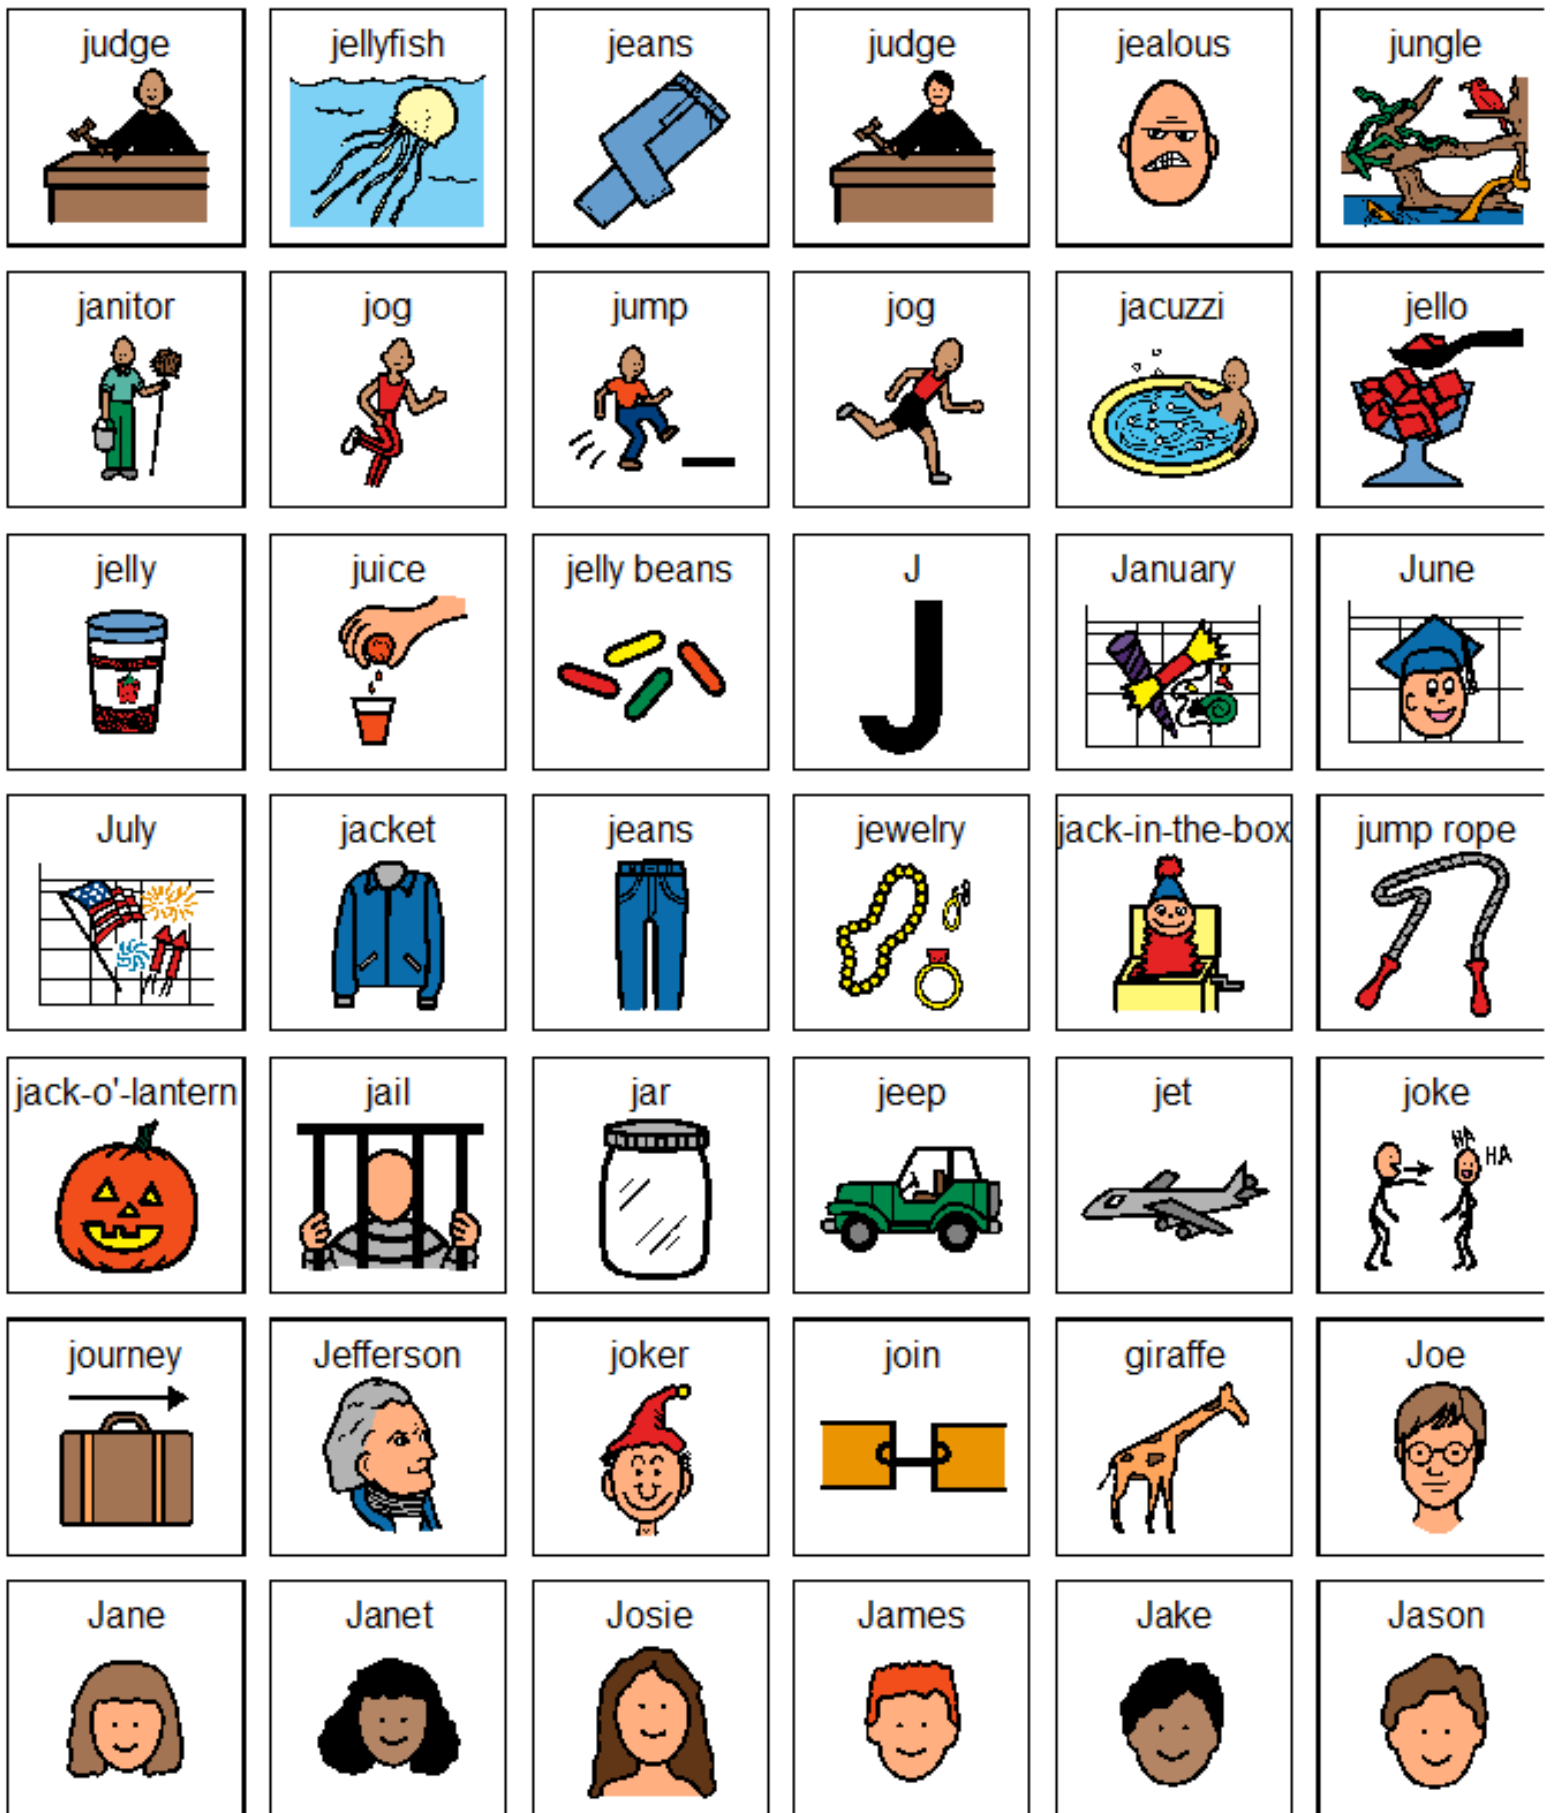 judge jellyfish jeans judge jealous jungle
janitor jog jump jog jacuzzi jello
jelly juice jelly beans J January June
J
July jacket jeans jewelry jack-in-the-box jump rope
jack-o'-lantern jail jar jeep jet joke
HA HA
journey Jefferson joker join giraffe Joe
Jane Janet Josie James Jake Jason